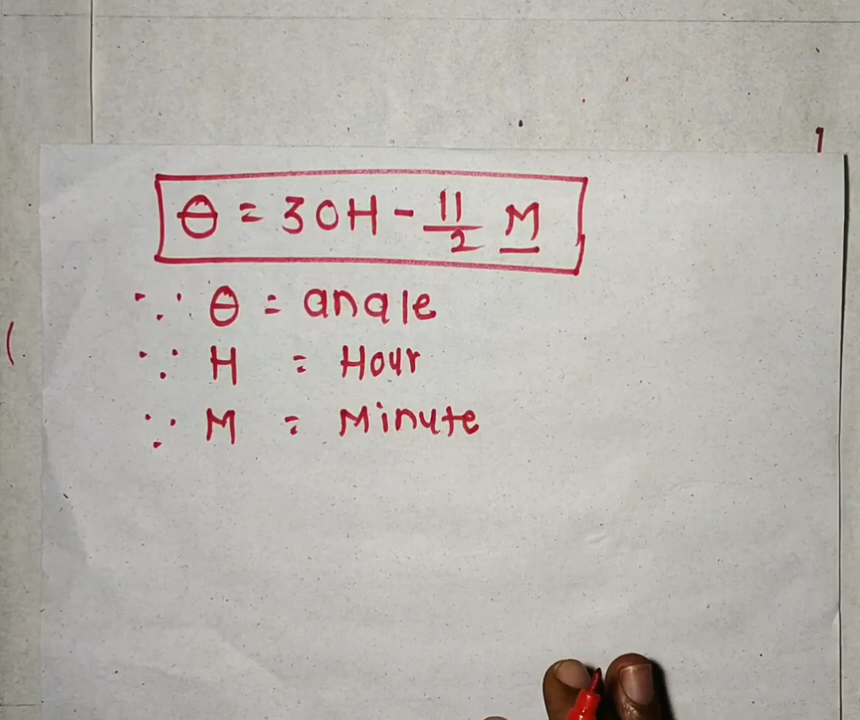 θ = 30H - 11/2 M
∵ θ = angle
∵ H = Hour
∵ M = Minute